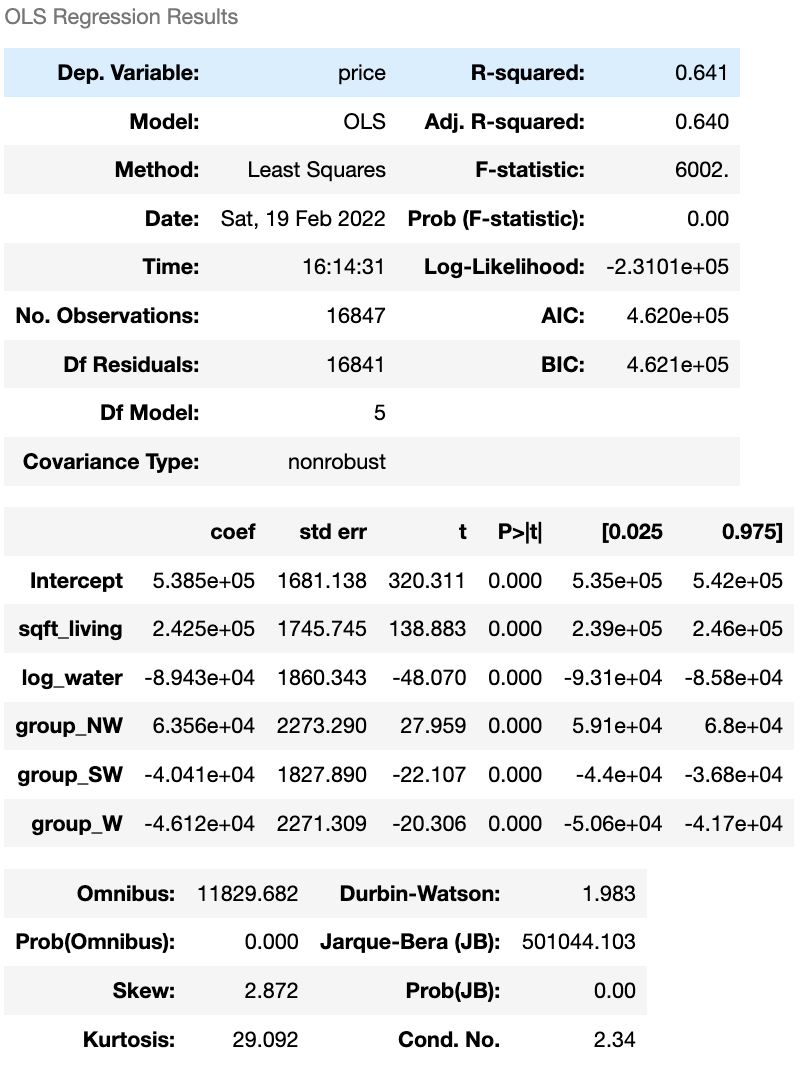 OLS Regression Results
Dep. Variable: price R-squared: 0.641
Model: OLS Adj. R-squared: 0.640
Method: Least Squares F-statistic: 6002.
Date: Sat, 19 Feb 2022 Prob (F-statistic): 0.00
Time: 16:14:31 Log-Likelihood: -2.3101e+05
No. Observations: 16847 AIC: 4.620e+05
Df Residuals: 16841 BIC: 4.621e+05
Df Model: 5
Covariance Type: nonrobust
coef std err t P>|t| [0.025 0.975]
Intercept 5.385e+05 1681.138 320.311 0.000 5.35e+05 5.42e+05
sqft_living 2.425e+05 1745.745 138.883 0.000 2.39e+05 2.46e+05
log_water -8.943e+04 1860.343 -48.070 0.000 -9.31e+04 -8.58e+04
group_NW 6.356e+04 2273.290 27.959 0.000 5.91e+04 6.8e+04
group_SW -4.041e+04 1827.890 -22.107 0.000 -4.4e+04 -3.68e+04
group_W -4.612e+04 2271.309 -20.306 0.000 -5.06e+04 -4.17e+04
Omnibus: 11829.682 Durbin-Watson: 1.983
Prob(Omnibus): 0.000 Jarque-Bera (JB): 501044.103
Skew: 2.872 Prob(JB): 0.00
Kurtosis: 29.092 Cond. No. 2.34